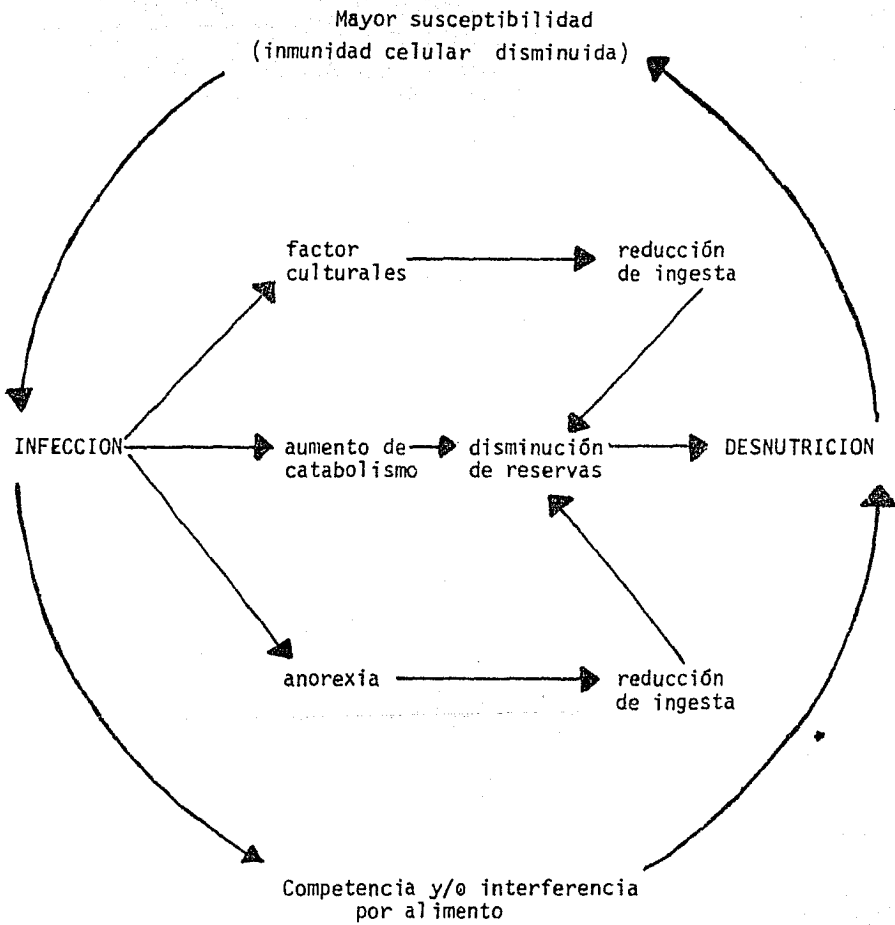 Mayor susceptibilidad
(inmunidad celular disminuida)
factor
culturales
reducción
de ingesta
INFECCION
aumento de
catabolismo
disminución
de reservas
DESNUTRICION
anorexia
reducción
de ingesta
Competencia y/o interferencia
por alimento